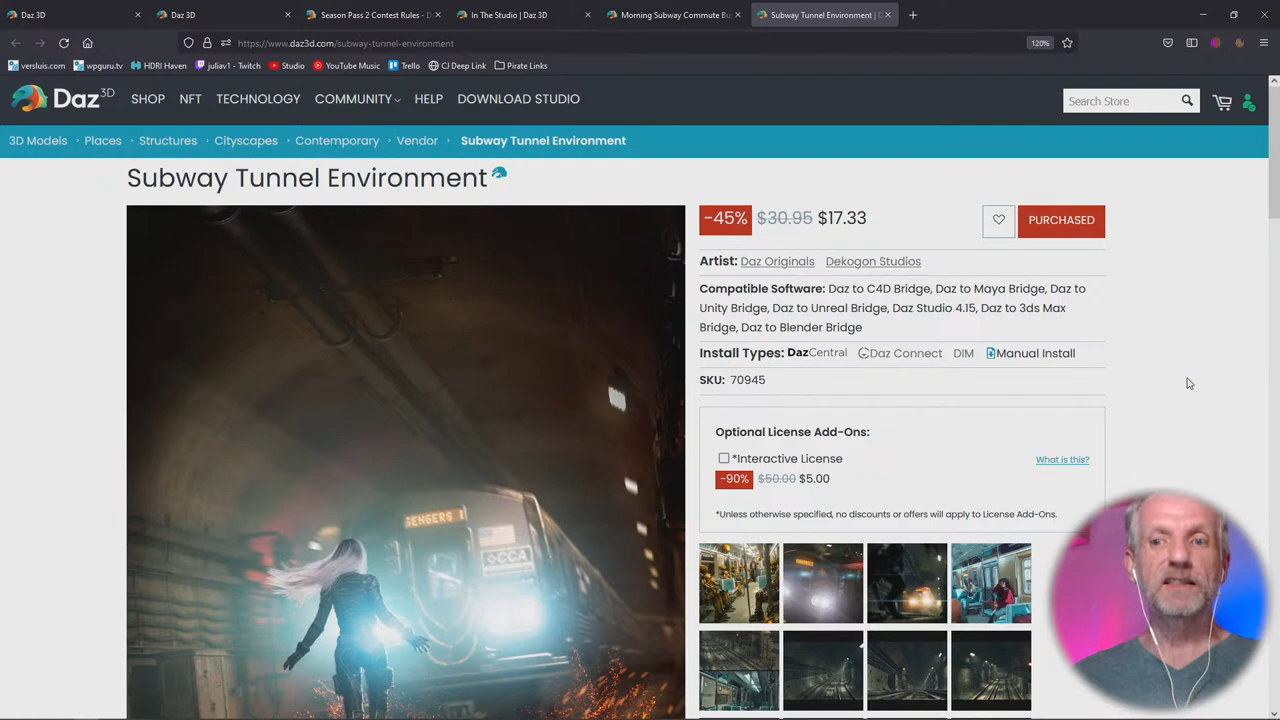 Daz 3D
Daz 3D
Season Pass 2 Contest Rules - D
In The Studio | Daz 3D
Morning Subway Commute Bu
Subway Tunnel Environment | D
https://www.daz3d.com/subway-tunnel-environment
120%
versluis.com
wpguru.tv
HDRI Haven
juliav1 - Twitch
Studio
YouTube Music
Trello
CJ Deep Link
Pirate Links
Daz 3D
SHOP
NFT
TECHNOLOGY
COMMUNITY
HELP
DOWNLOAD STUDIO
Search Store
3D Models
Places
Structures
Cityscapes
Contemporary
Vendor
Subway Tunnel Environment
Subway Tunnel Environment
-45% $30.95 $17.33
PURCHASED
Artist: Daz Originals Dekogon Studios
Compatible Software: Daz to C4D Bridge, Daz to Maya Bridge, Daz to
Unity Bridge, Daz to Unreal Bridge, Daz Studio 4.15, Daz to 3ds Max
Bridge, Daz to Blender Bridge
Install Types: DazCentral Daz Connect DIM Manual Install
SKU: 70945
Optional License Add-Ons:
*Interactive License
What is this?
-90% $50.00 $5.00
*Unless otherwise specified, no discounts or offers will apply to License Add-Ons.